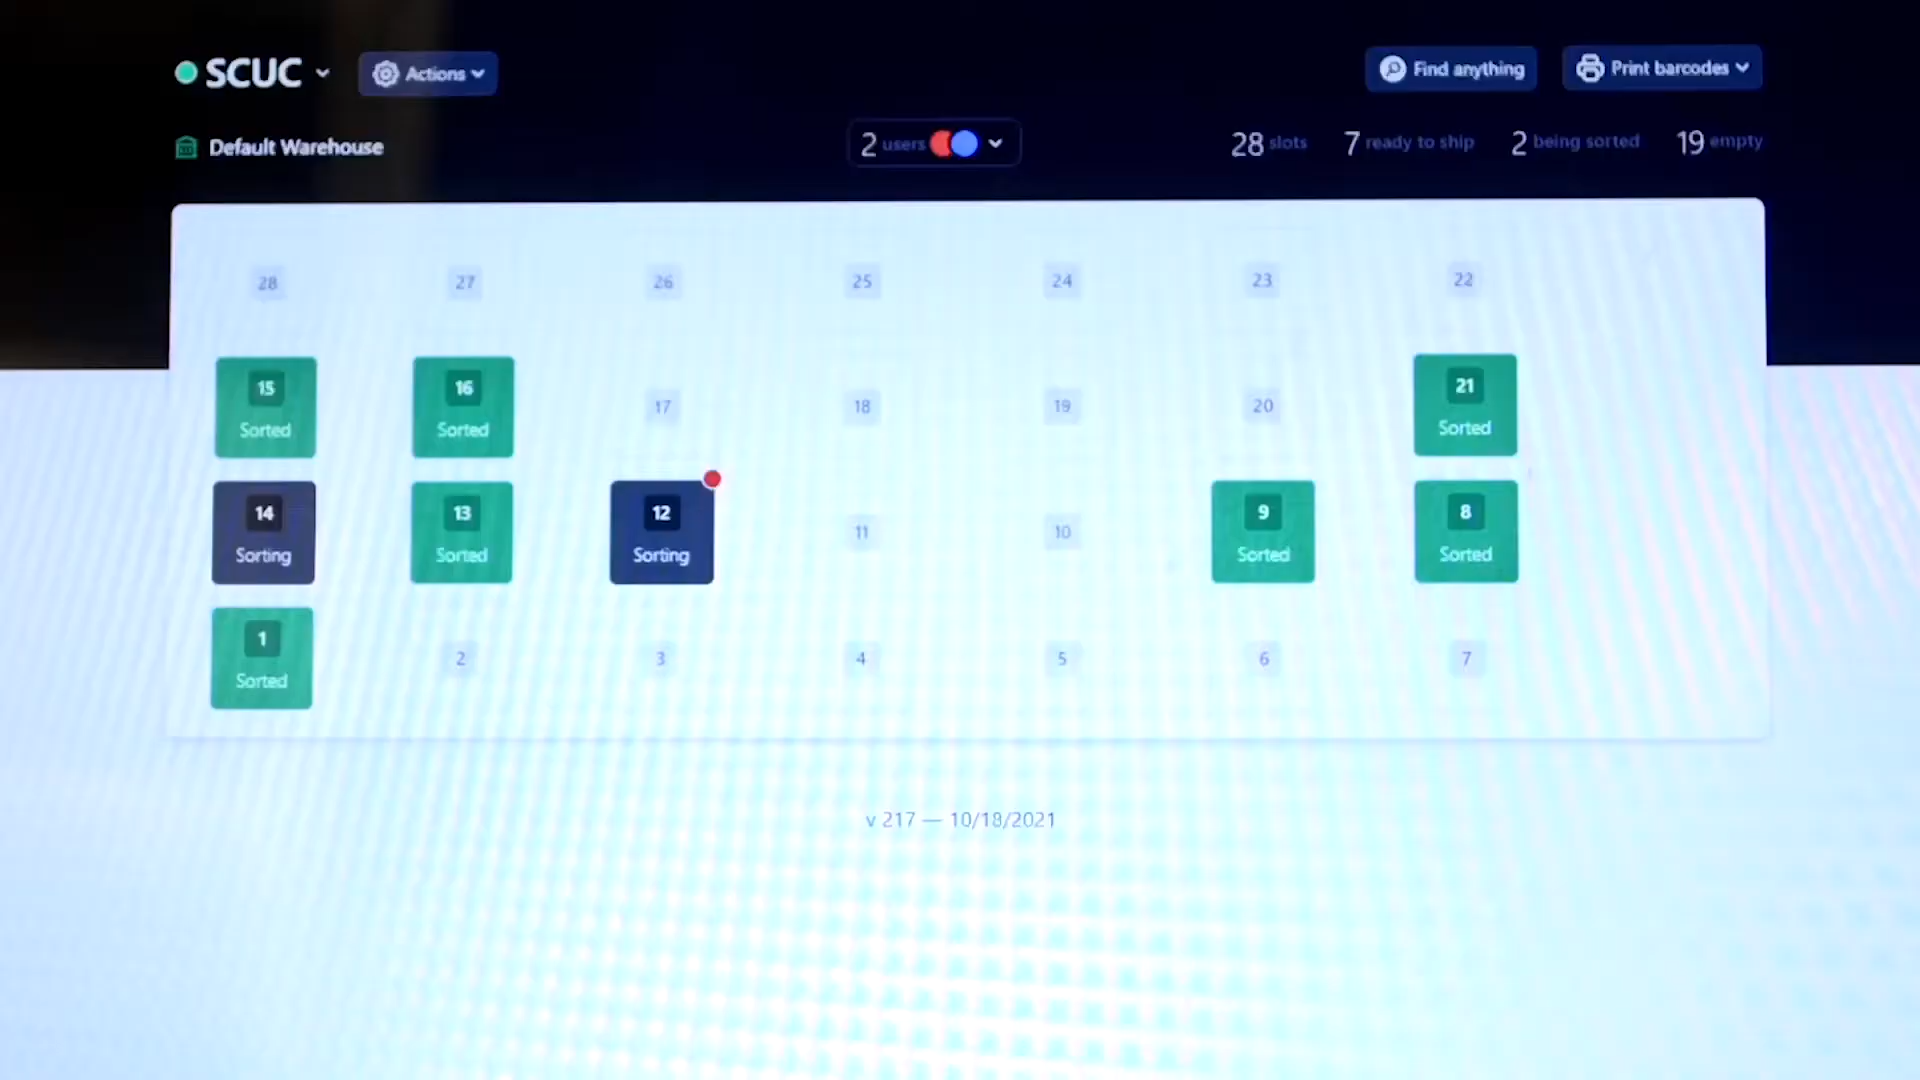 SCUC Actions Find anything Print barcodes
Default Warehouse 2 users 28 slots 7 ready to ship 2 being sorted 19 empty
28 27 26 25 24 23 22
15 16 17 18 19 20 21
Sorted Sorted Sorted
14 13 12 11 10 9 8
Sorting Sorted Sorting Sorted Sorted
1 2 3 4 5 6 7
Sorted
v 217 — 10/18/2021